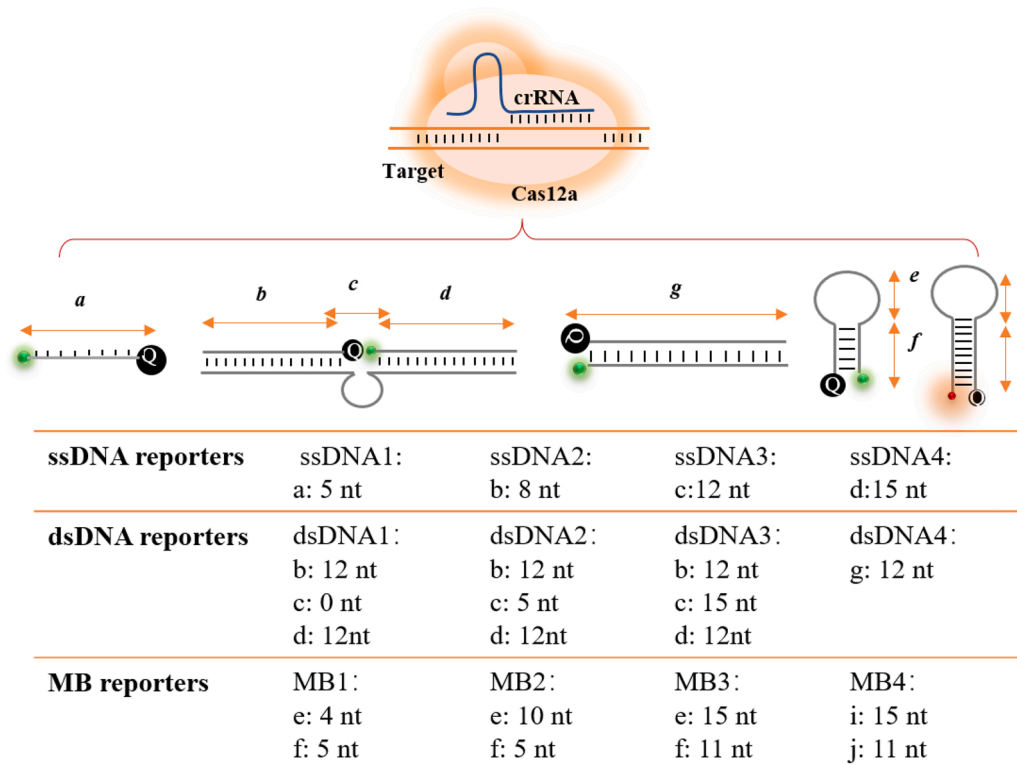 crRNA
Target
Cas12a
a
b
c
d
g
e
f
Q
Q
Q
Q
Q
ssDNA reporters
ssDNA1:
ssDNA2:
ssDNA3:
ssDNA4:
a: 5 nt
b: 8 nt
c:12 nt
d:15 nt
dsDNA reporters
dsDNA1:
dsDNA2:
dsDNA3:
dsDNA4:
b: 12 nt
b: 12 nt
b: 12 nt
g: 12 nt
c: 0 nt
c: 5 nt
c: 15 nt
d: 12nt
d: 12nt
d: 12nt
MB reporters
MB1:
MB2:
MB3:
MB4:
e: 4 nt
e: 10 nt
e: 15 nt
i: 15 nt
f: 5 nt
f: 5 nt
f: 11 nt
j: 11 nt